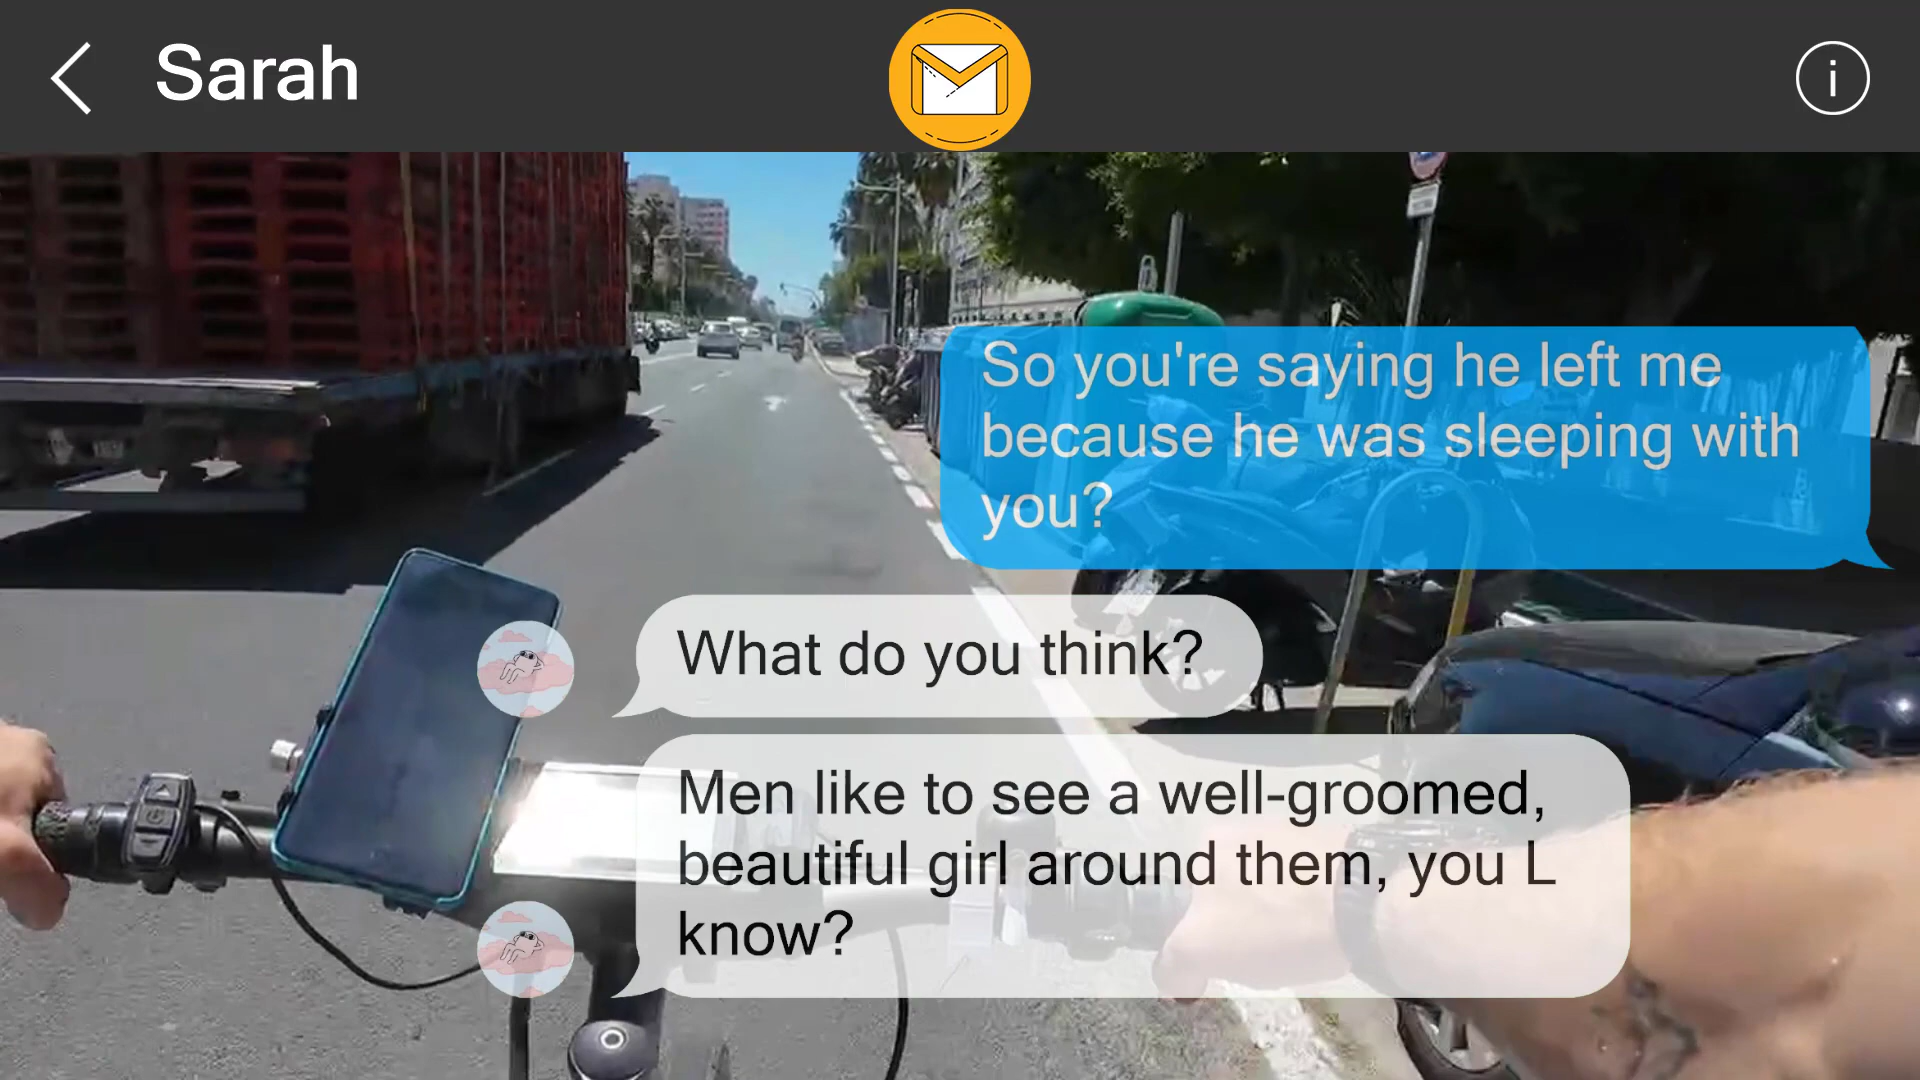 Sarah
i
So you're saying he left me
because he was sleeping with
you?
What do you think?
Men like to see a well-groomed,
beautiful girl around them, you L
know?